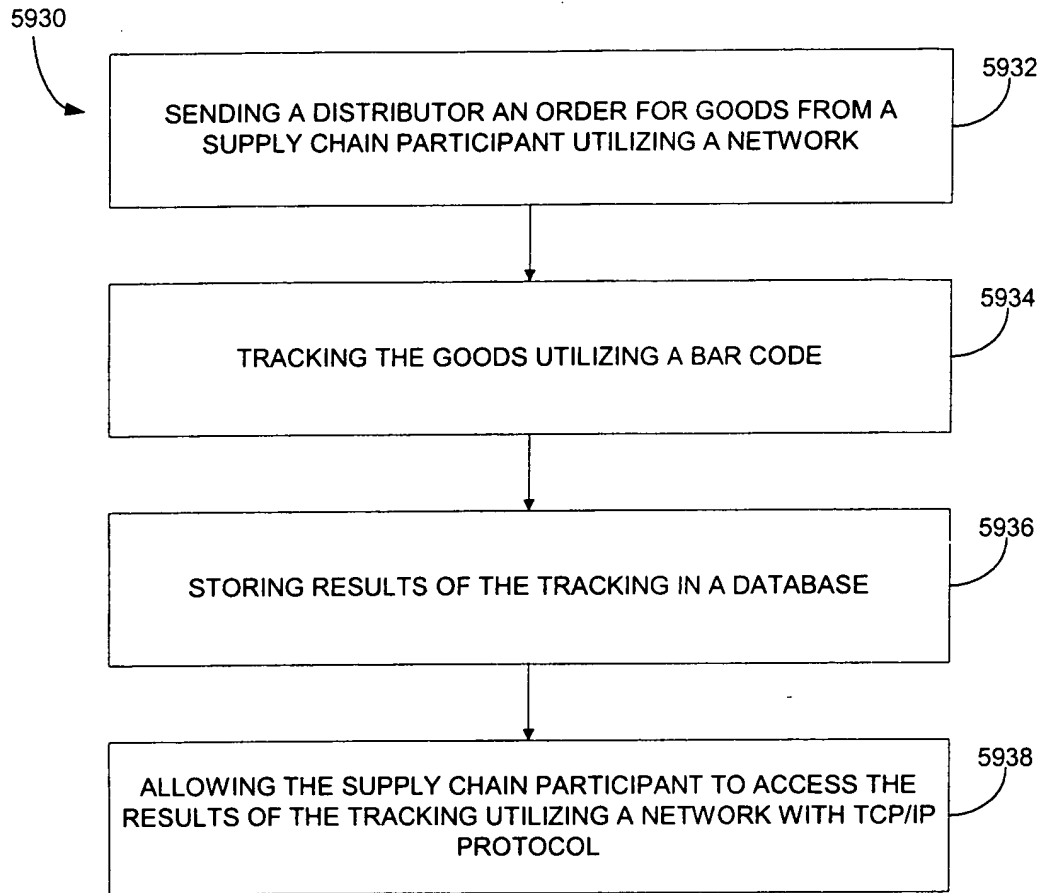 5930
5932
SENDING A DISTRIBUTOR AN ORDER FOR GOODS FROM A
SUPPLY CHAIN PARTICIPANT UTILIZING A NETWORK
5934
TRACKING THE GOODS UTILIZING A BAR CODE
5936
STORING RESULTS OF THE TRACKING IN A DATABASE
5938
ALLOWING THE SUPPLY CHAIN PARTICIPANT TO ACCESS THE
RESULTS OF THE TRACKING UTILIZING A NETWORK WITH TCP/IP
PROTOCOL